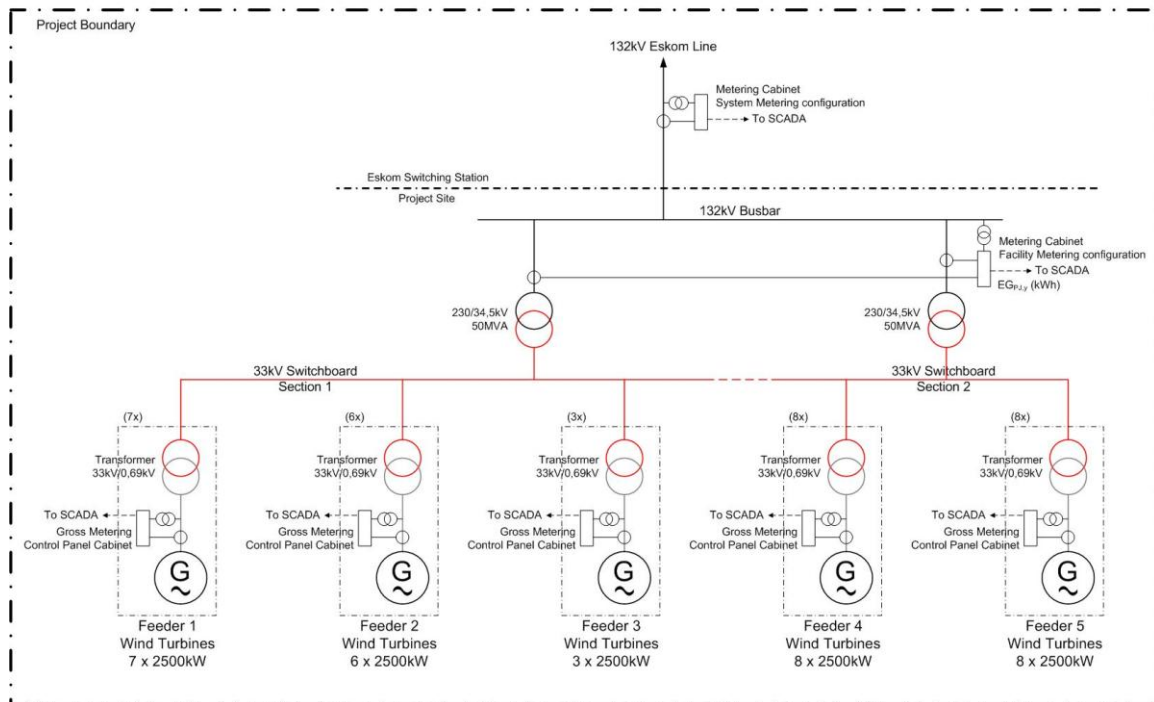 Project Boundary
132kV Eskom Line
Metering Cabinet
System Metering configuration
To SCADA
Eskom Switching Station
Project Site
132kV Busbar
Metering Cabinet
Facility Metering configuration
To SCADA
EGPJ,y (kWh)
230/34,5kV
50MVA
230/34,5kV
50MVA
33kV Switchboard
Section 1
33kV Switchboard
Section 2
(7x)
(6x)
(3x)
(8x)
(8x)
Transformer
33kV/0,69kV
Transformer
33kV/0,69kV
Transformer
33kV/0,69kV
Transformer
33kV/0,69kV
Transformer
33kV/0,69kV
To SCADA
Gross Metering
Control Panel Cabinet
To SCADA
Gross Metering
Control Panel Cabinet
To SCADA
Gross Metering
Control Panel Cabinet
To SCADA
Gross Metering
Control Panel Cabinet
To SCADA
Gross Metering
Control Panel Cabinet
G
~
G
~
G
~
G
~
G
~
Feeder 1
Wind Turbines
7 x 2500kW
Feeder 2
Wind Turbines
6 x 2500kW
Feeder 3
Wind Turbines
3 x 2500kW
Feeder 4
Wind Turbines
8 x 2500kW
Feeder 5
Wind Turbines
8 x 2500kW